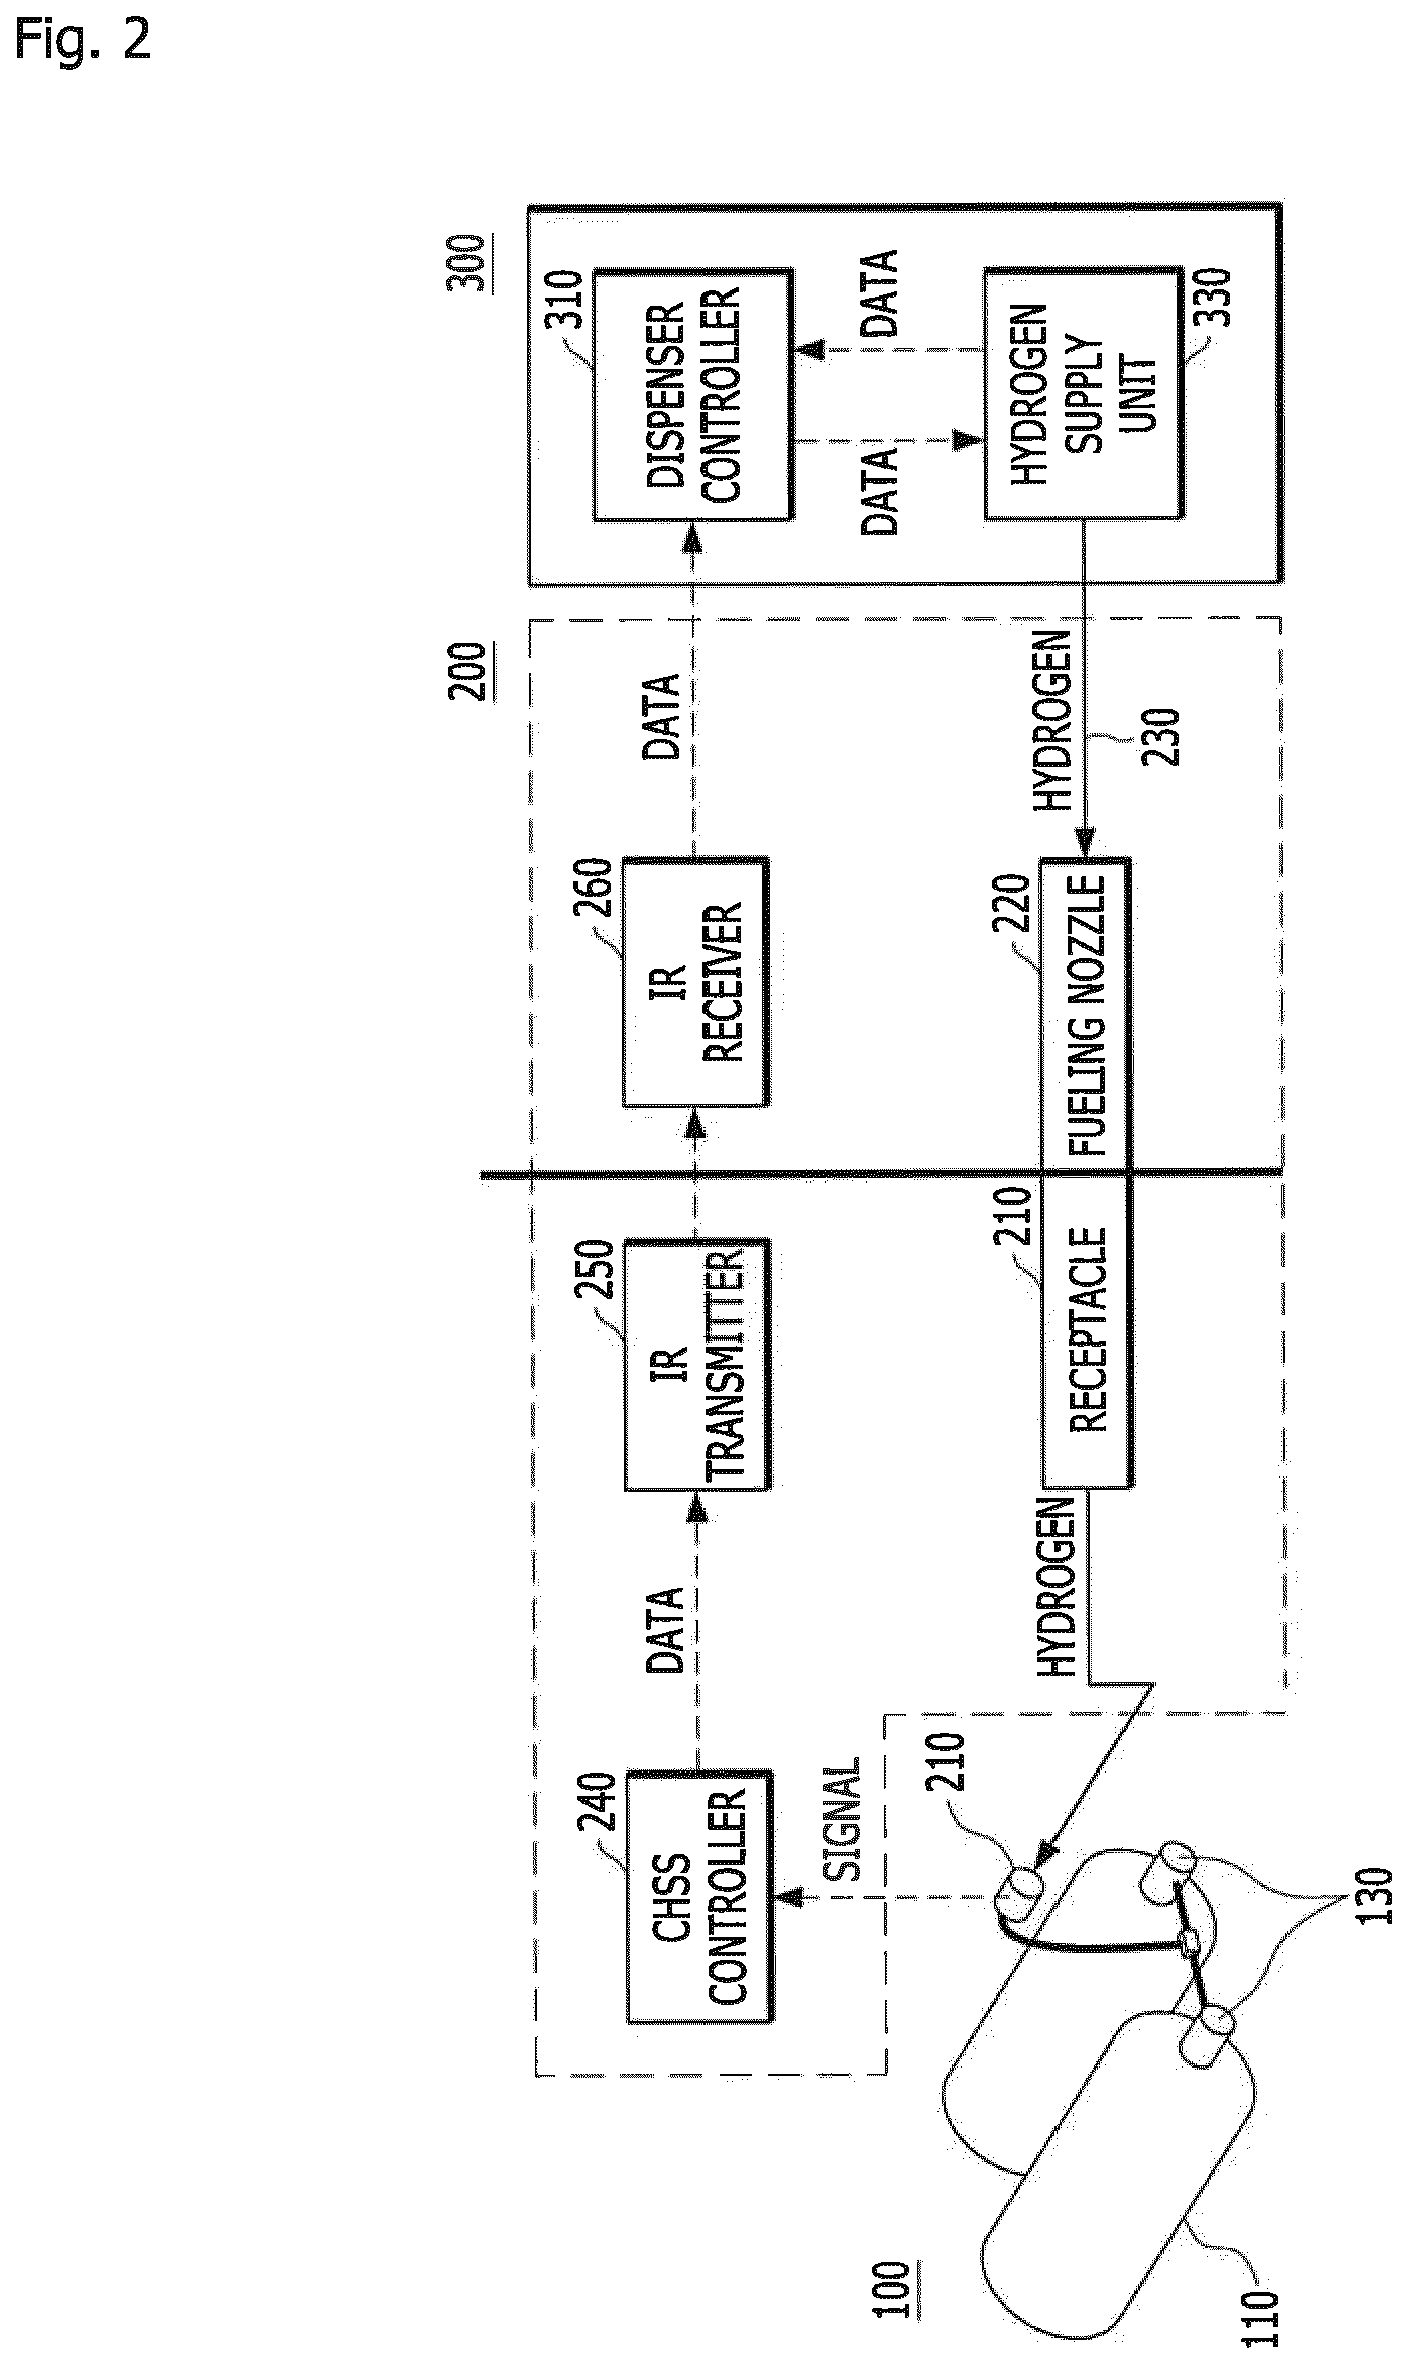 Fig. 2
100
200
300
240
CHSS
CONTROLLER
DATA
250
IR
TRANSMITTER
260
IR
RECEIVER
DATA
310
DISPENSER
CONTROLLER
SIGNAL
DATA
DATA
210
HYDROGEN
210
RECEPTACLE
220
FUELING NOZZLE
HYDROGEN
230
HYDROGEN
SUPPLY
UNIT
330
110
130